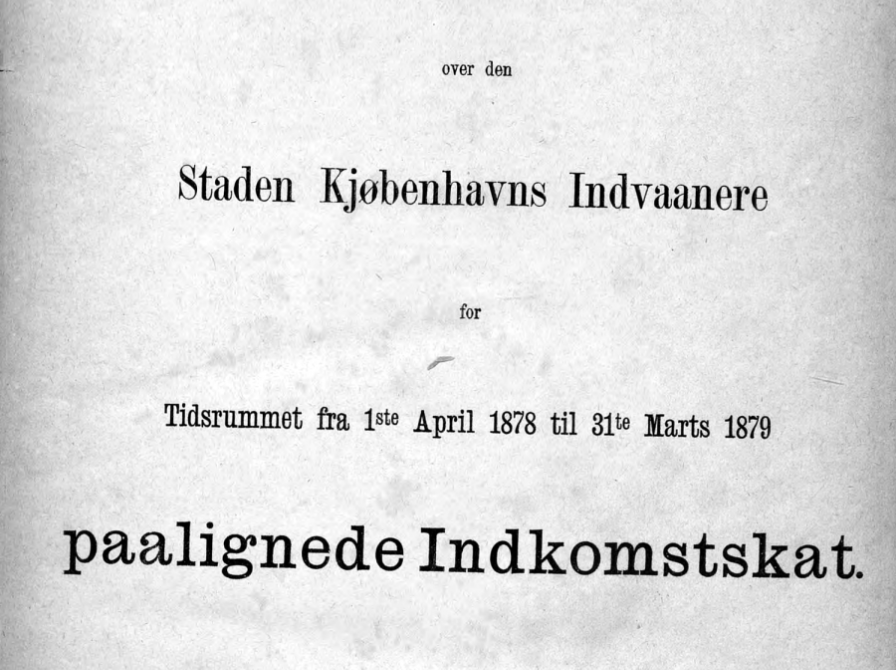 over den
Staden Kjøbenhavns Indvaanere
for
Tidsrummet fra 1ste April 1878 til 31te Marts 1879
paalignede Indkomstskat.